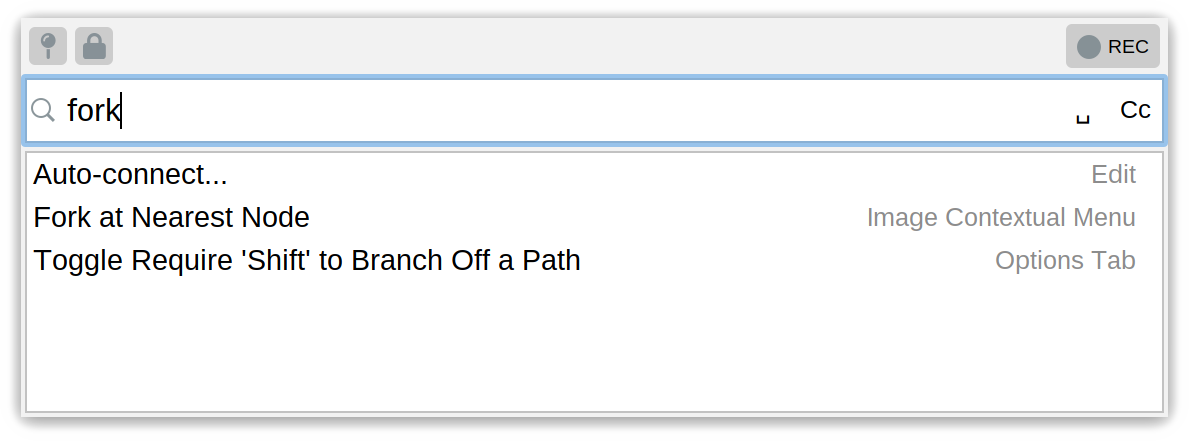 REC
fork ␣ Cc
Auto-connect... Edit
Fork at Nearest Node Image Contextual Menu
Toggle Require 'Shift' to Branch Off a Path Options Tab